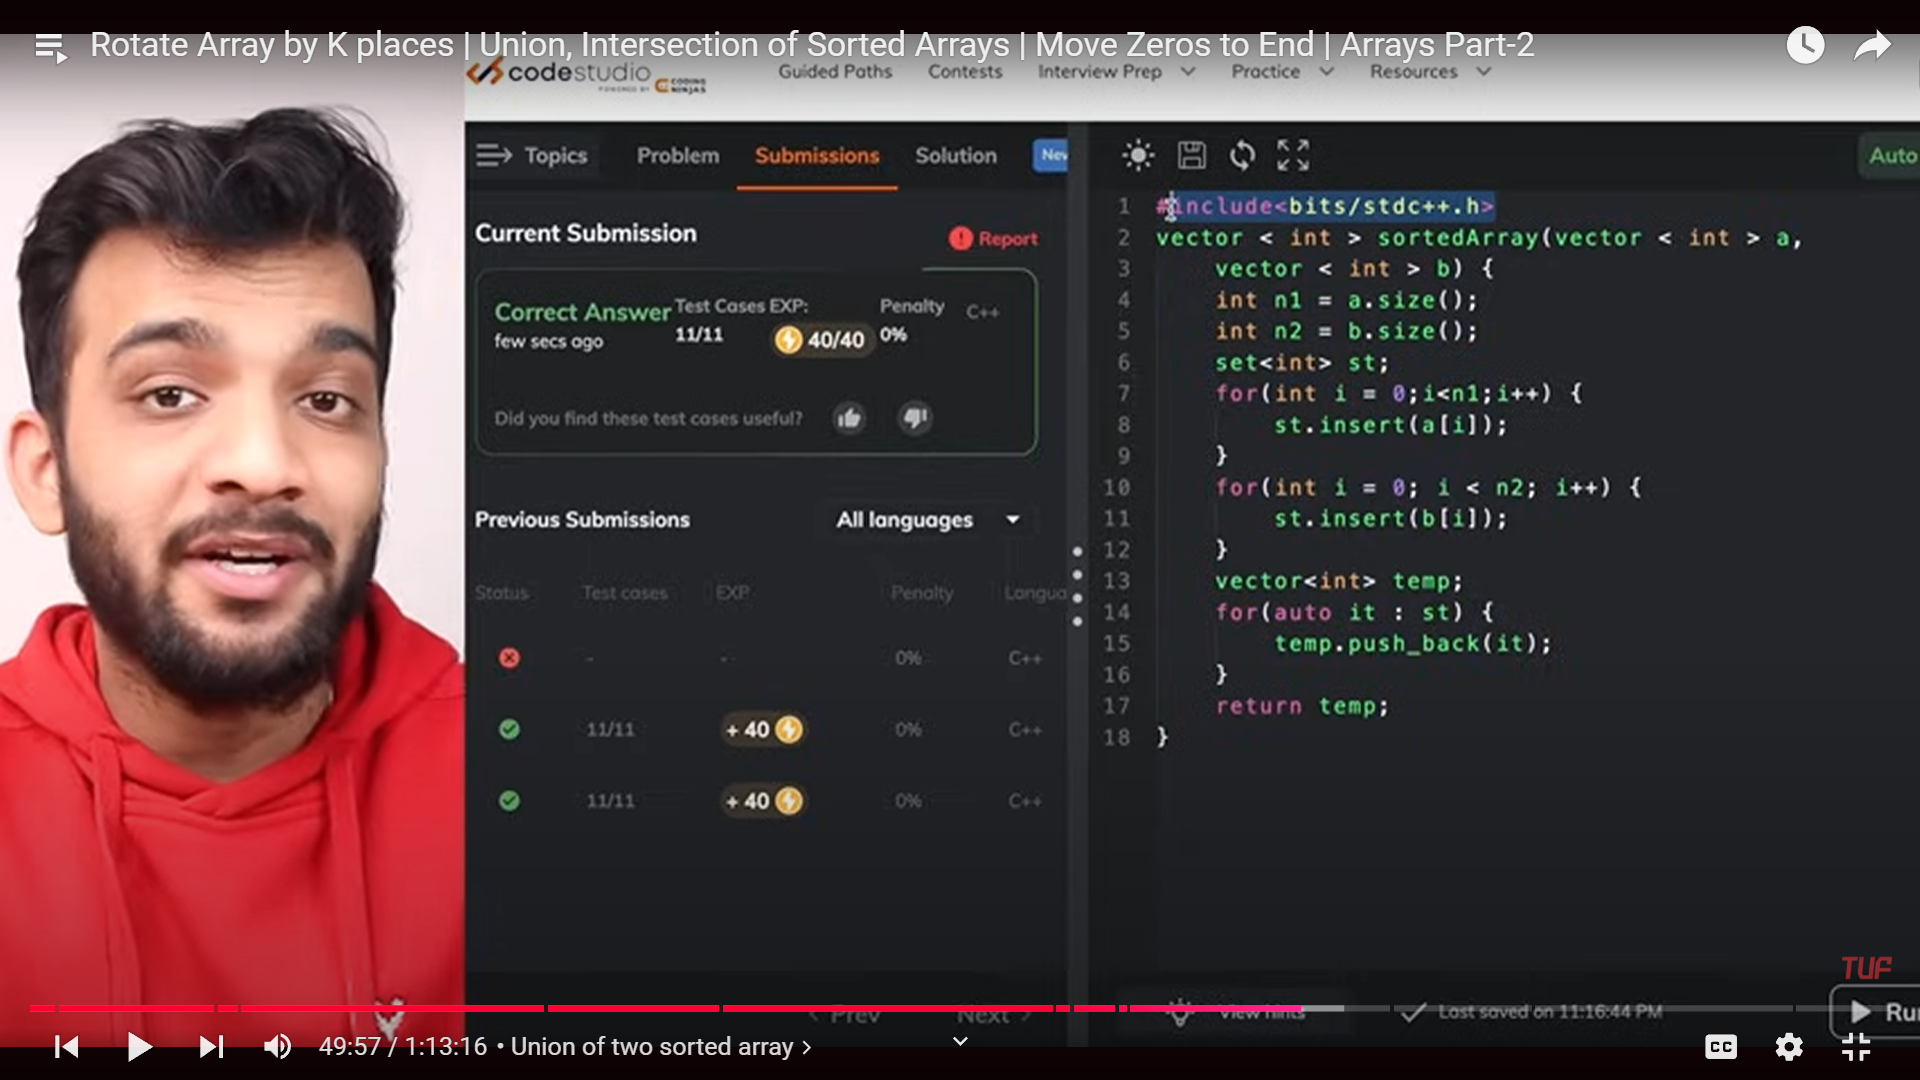 Rotate Array by K places | Union, Intersection of Sorted Arrays | Move Zeros to End | Arrays Part-2
codestudio
POWERED BY CODING NINJAS
Guided Paths Contests Interview Prep Practice Resources
Topics Problem Submissions Solution New
Auto
Current Submission
Report
Correct Answer
few secs ago
Test Cases
11/11
EXP:
40/40
Penalty
0%
C++
Did you find these test cases useful?
Previous Submissions
All languages
Status Test cases EXP Penalty Langua
- - 0% C++
11/11 + 40 0% C++
11/11 + 40 0% C++
Prev Next
1 #include<bits/stdc++.h>
2 vector < int > sortedArray(vector < int > a,
3 vector < int > b) {
4 int n1 = a.size();
5 int n2 = b.size();
6 set<int> st;
7 for(int i = 0;i<n1;i++) {
8 st.insert(a[i]);
9 }
10 for(int i = 0; i < n2; i++) {
11 st.insert(b[i]);
12 }
13 vector<int> temp;
14 for(auto it : st) {
15 temp.push_back(it);
16 }
17 return temp;
18 }
TUF
View hints
Last saved on 11:16:44 PM
Ru
49:57 / 1:13:16 • Union of two sorted array
CC